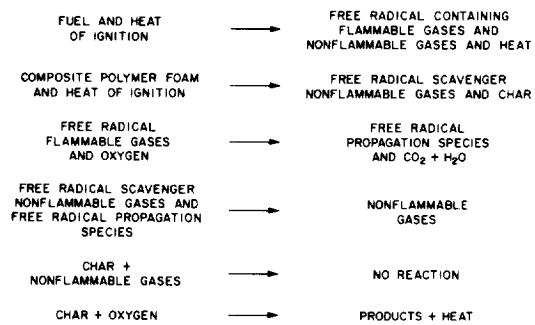 FUEL AND HEAT
OF IGNITION
FREE RADICAL CONTAINING
FLAMMABLE GASES AND
NONFLAMMABLE GASES AND HEAT
COMPOSITE POLYMER FOAM
AND HEAT OF IGNITION
FREE RADICAL SCAVENGER
NONFLAMMABLE GASES AND CHAR
FREE RADICAL
FLAMMABLE GASES
AND OXYGEN
FREE RADICAL
PROPAGATION SPECIES
AND CO₂ + H₂O
FREE RADICAL SCAVENGER
NONFLAMMABLE GASES AND
FREE RADICAL PROPAGATION
SPECIES
NONFLAMMABLE
GASES
CHAR +
NONFLAMMABLE GASES
NO REACTION
CHAR + OXYGEN
PRODUCTS + HEAT